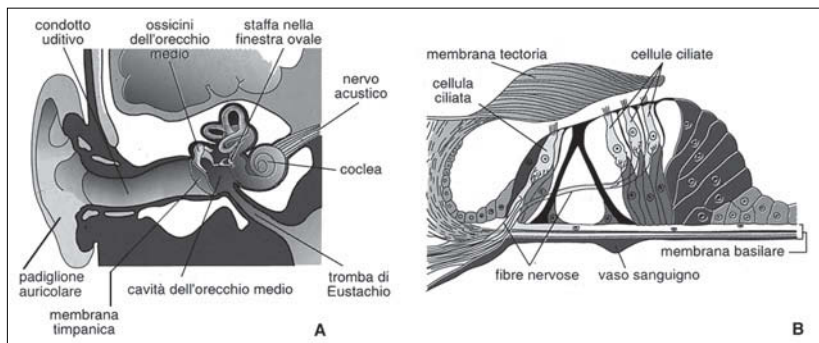 condotto
uditivo
ossicini
dell'orecchio
medio
staffa nella
finestra ovale
nervo
acustico
coclea
padiglione
auricolare
membrana
timpanica
cavità dell'orecchio medio
tromba di
Eustachio
A
membrana tectoria
cellula
ciliata
cellule ciliate
membrana basilare
fibre nervose
vaso sanguigno
B